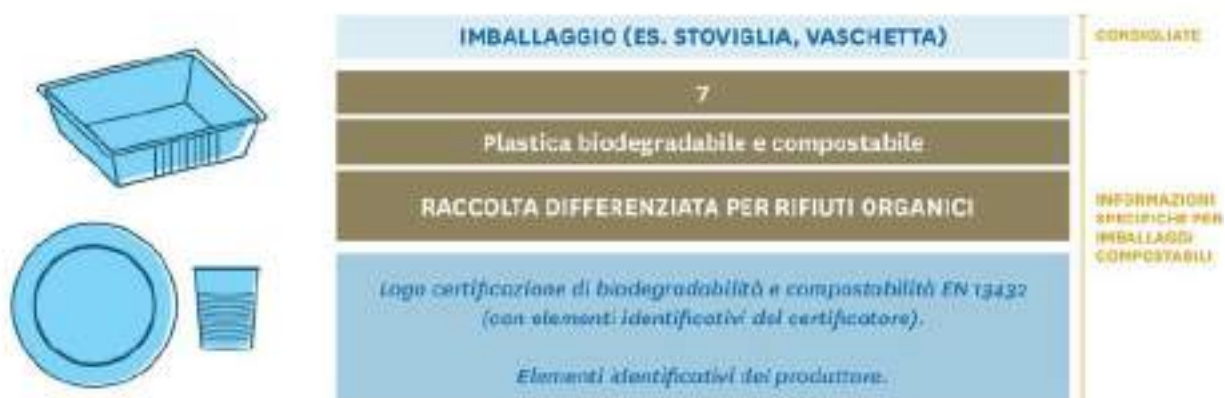 IMBALLAGGIO (ES. STOVIGLIA, VASCHETTA)
CONSIGLIATE
7
Plastica biodegradabile e compostabile
RACCOLTA DIFFERENZIATA PER RIFIUTI ORGANICI
INFORMAZIONI
SPECIFICHE PER
IMBALLAGGI
COMPOSTABILI
Logo certificazione di biodegradabilità e compostabilità EN 13432
(con elementi identificativi del certificatore).
Elementi identificativi del produttore.